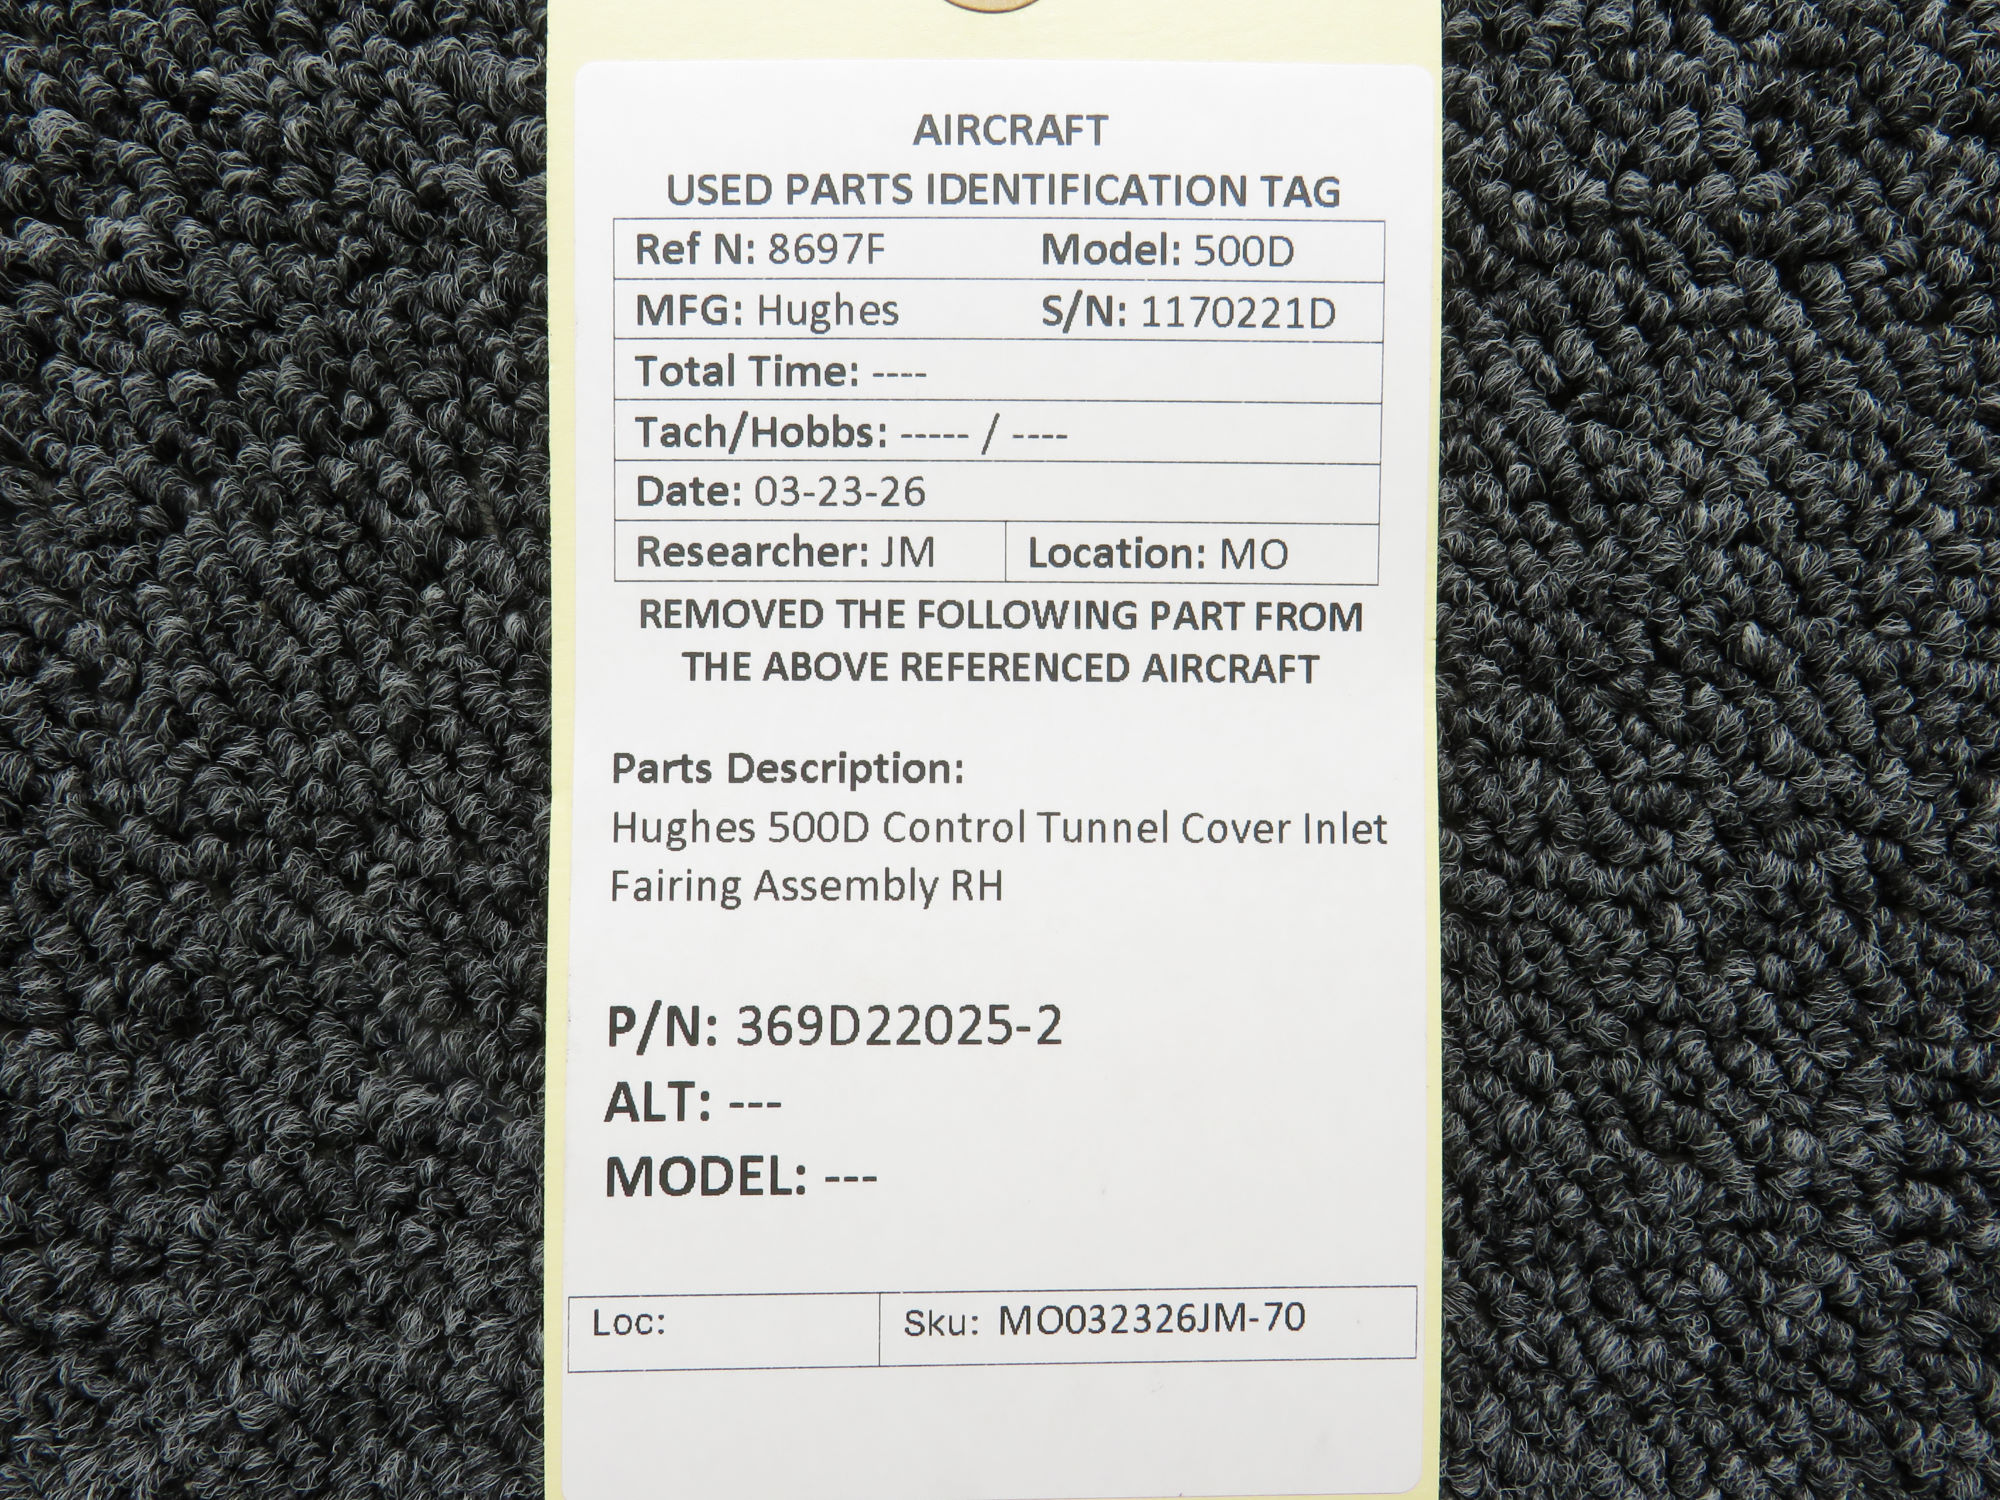 AIRCRAFT
USED PARTS IDENTIFICATION TAG
Ref N: 8697F Model: 500D
MFG: Hughes S/N: 1170221D
Total Time: ----
Tach/Hobbs: ----- / ----
Date: 03-23-26
Researcher: JM Location: MO
REMOVED THE FOLLOWING PART FROM
THE ABOVE REFERENCED AIRCRAFT
Parts Description:
Hughes 500D Control Tunnel Cover Inlet
Fairing Assembly RH
P/N: 369D22025-2
ALT: ---
MODEL: ---
Loc: Sku: MO032326JM-70